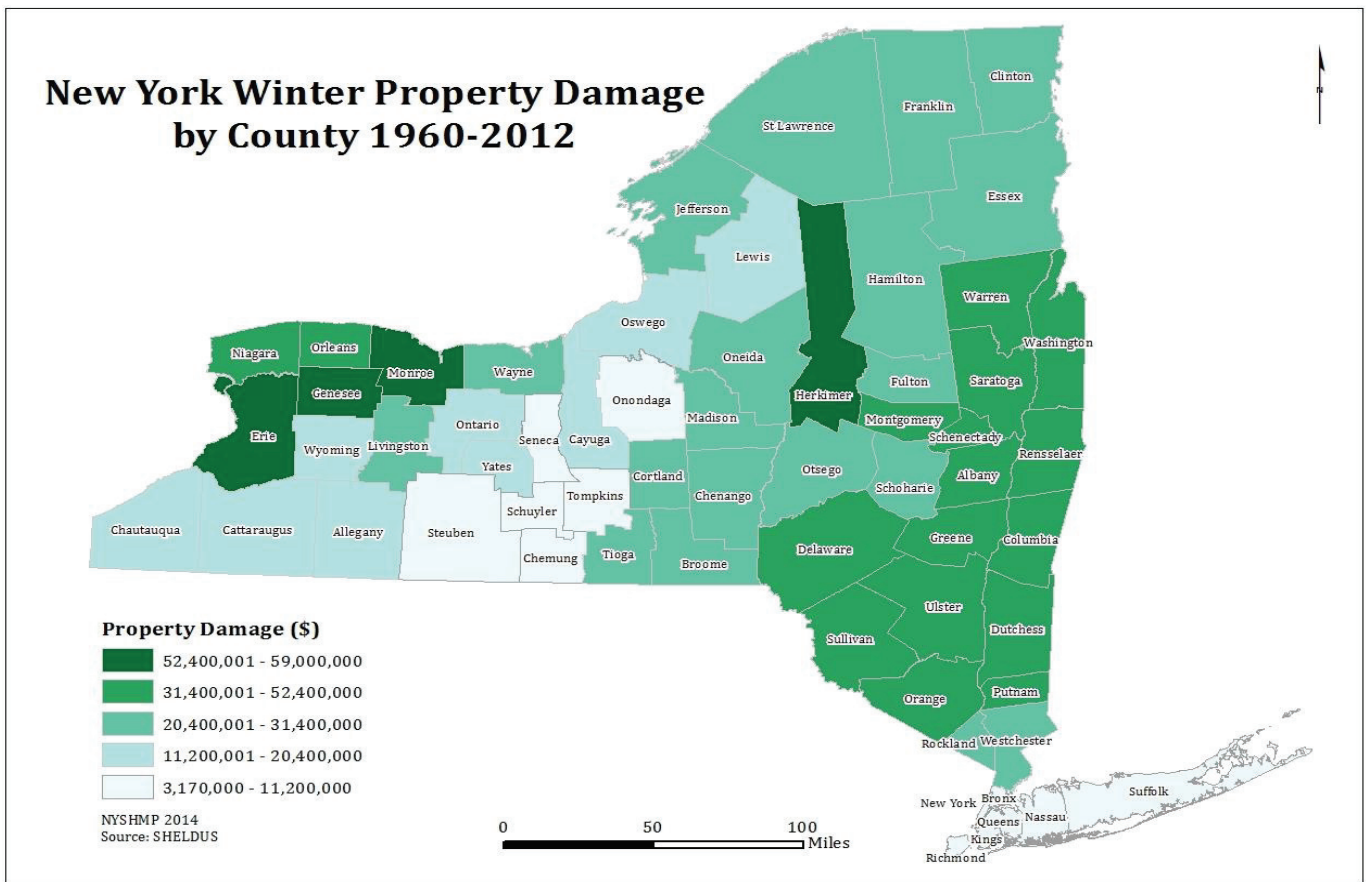 New York Winter Property Damage
by County 1960-2012
N
Clinton
Franklin
St Lawrence
Essex
Jefferson
Lewis
Hamilton
Warren
Oswego
Washington
Niagara
Orleans
Oneida
Monroe
Wayne
Fulton
Saratoga
Genesee
Herkimer
Onondaga
Madison
Montgomery
Ontario
Erie
Seneca
Cayuga
Schenectady
Wyoming
Livingston
Rensselaer
Yates
Otsego
Cortland
Albany
Schoharie
Tompkins
Chenango
Schuyler
Chautauqua
Cattaraugus
Allegany
Steuben
Greene
Columbia
Delaware
Chemung
Tioga
Broome
Ulster
Dutchess
Sullivan
Putnam
Orange
Rockland
Westchester
Suffolk
New York
Bronx
Nassau
Queens
Kings
Richmond
Property Damage ($)
52,400,001 - 59,000,000
31,400,001 - 52,400,000
20,400,001 - 31,400,000
11,200,001 - 20,400,000
3,170,000 - 11,200,000
NYSHMP 2014
Source: SHELDUS
0 50 100
Miles